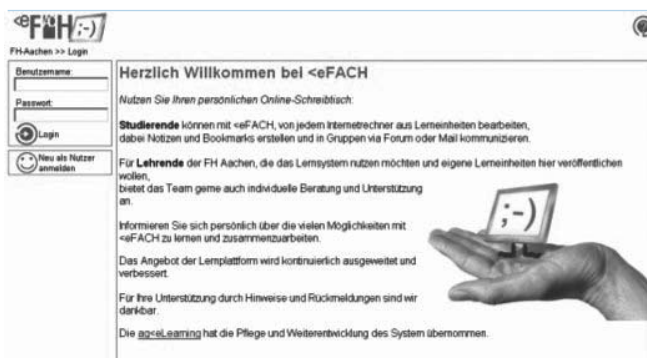 <eFH ;-)
FH-Aachen >> Login
Benutzername:
Passwort:
Login
Neu als Nutzer
anmelden
Herzlich Willkommen bei <eFACH
Nutzen Sie Ihren persönlichen Online-Schreibtisch:
Studierende können mit <eFACH, von jedem Internetrechner aus Lerneinheiten bearbeiten,
dabei Notizen und Bookmarks erstellen und in Gruppen via Forum oder Mail kommunizieren.
Für Lehrende der FH Aachen, die das Lernsystem nutzen möchten und eigene Lerneinheiten hier veröffentlichen
wollen,
bietet das Team gerne auch individuelle Beratung und Unterstützung
an.
Informieren Sie sich persönlich über die vielen Möglichkeiten mit
<eFACH zu lernen und zusammenzuarbeiten.
Das Angebot der Lernplattform wird kontinuierlich ausgeweitet und
verbessert.
Für Ihre Unterstützung durch Hinweise und Rückmeldungen sind wir
dankbar.
Die ag<eLearning hat die Pflege und Weiterentwicklung des System übernommen.
;-)